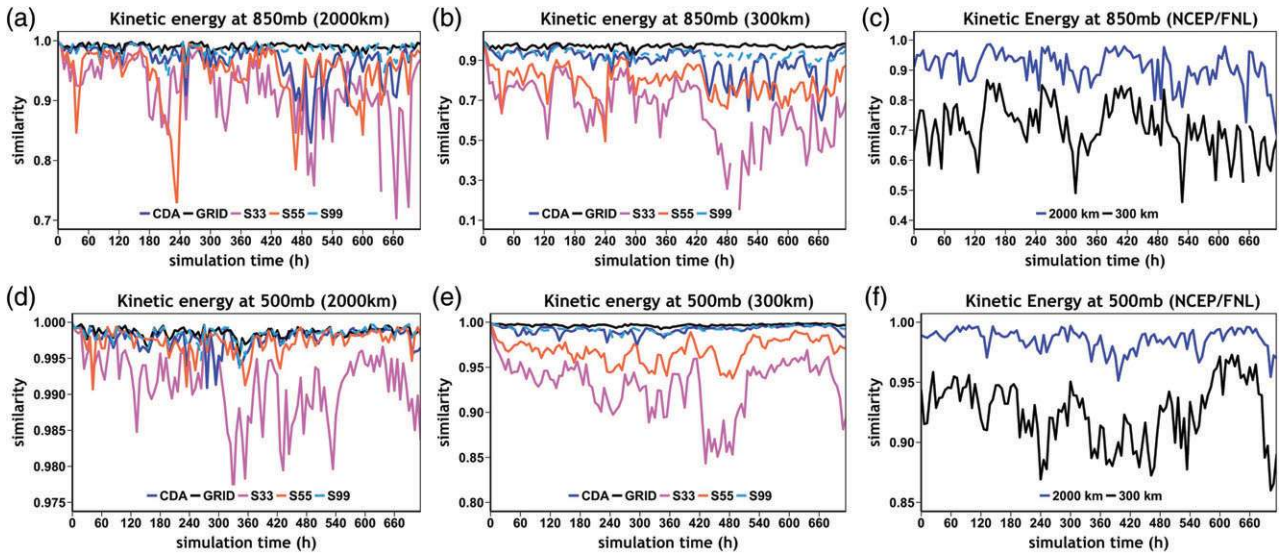 (a) Kinetic energy at 850mb (2000km)
similarity
1.0
0.9
0.8
0.7
CDA GRID S33 S55 S99
0 60 120 180 240 300 360 420 480 540 600 660
simulation time (h)
(b) Kinetic energy at 850mb (300km)
similarity
0.9
0.7
0.5
0.3
0.1
CDA GRID S33 S55 S99
0 60 120 180 240 300 360 420 480 540 600 660
simulation time (h)
(c) Kinetic Energy at 850mb (NCEP/FNL)
similarity
1.0
0.9
0.8
0.7
0.6
0.5
0.4
2000 km 300 km
0 60 120 180 240 300 360 420 480 540 600 660
simulation time (h)
(d) Kinetic energy at 500mb (2000km)
similarity
1.000
0.995
0.990
0.985
0.980
0.975
CDA GRID S33 S55 S99
0 60 120 180 240 300 360 420 480 540 600 660
simulation time (h)
(e) Kinetic energy at 500mb (300km)
similarity
1.00
0.95
0.90
0.85
0.80
CDA GRID S33 S55 S99
0 60 120 180 240 300 360 420 480 540 600 660
simulation time (h)
(f) Kinetic Energy at 500mb (NCEP/FNL)
similarity
1.00
0.95
0.90
0.85
2000 km 300 km
0 60 120 180 240 300 360 420 480 540 600 660
simulation time (h)